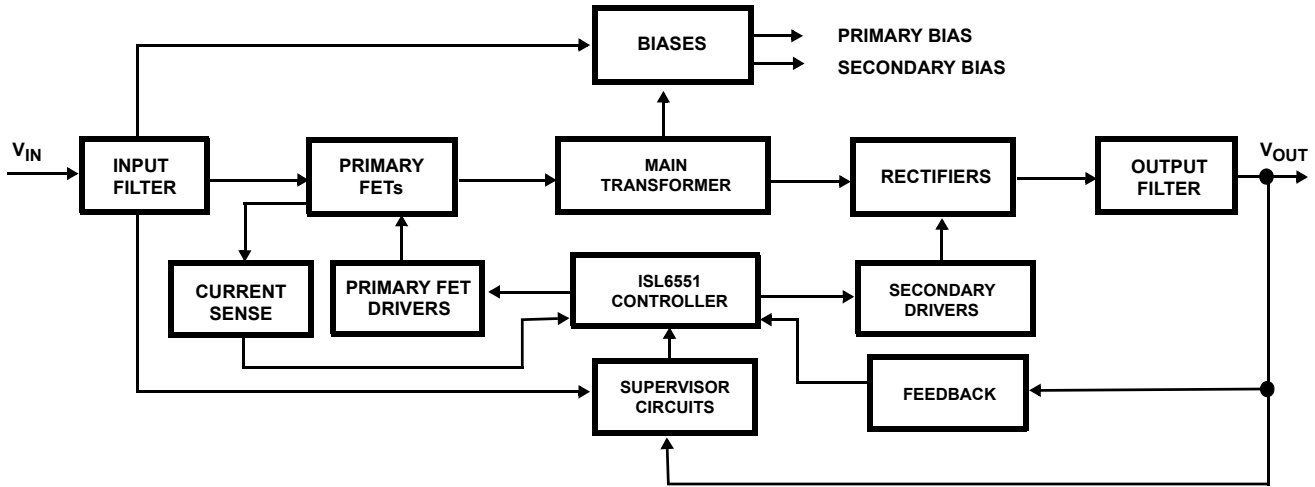 BIASES
PRIMARY BIAS
SECONDARY BIAS
VIN
INPUT
FILTER
PRIMARY
FETs
MAIN
TRANSFORMER
RECTIFIERS
OUTPUT
FILTER
VOUT
CURRENT
SENSE
PRIMARY FET
DRIVERS
ISL6551
CONTROLLER
SECONDARY
DRIVERS
SUPERVISOR
CIRCUITS
FEEDBACK